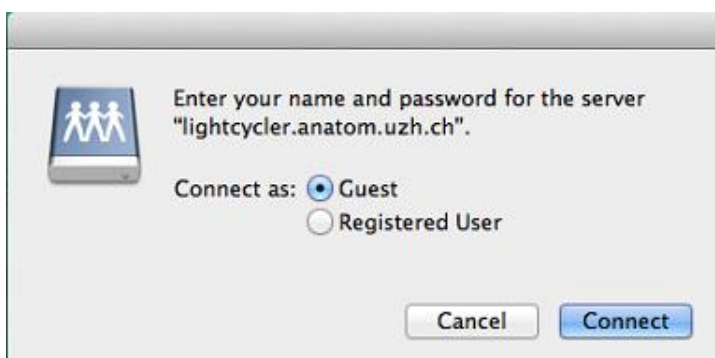 Enter your name and password for the server
"lightcycler.anatom.uzh.ch".
Connect as: Guest
Registered User
Cancel Connect